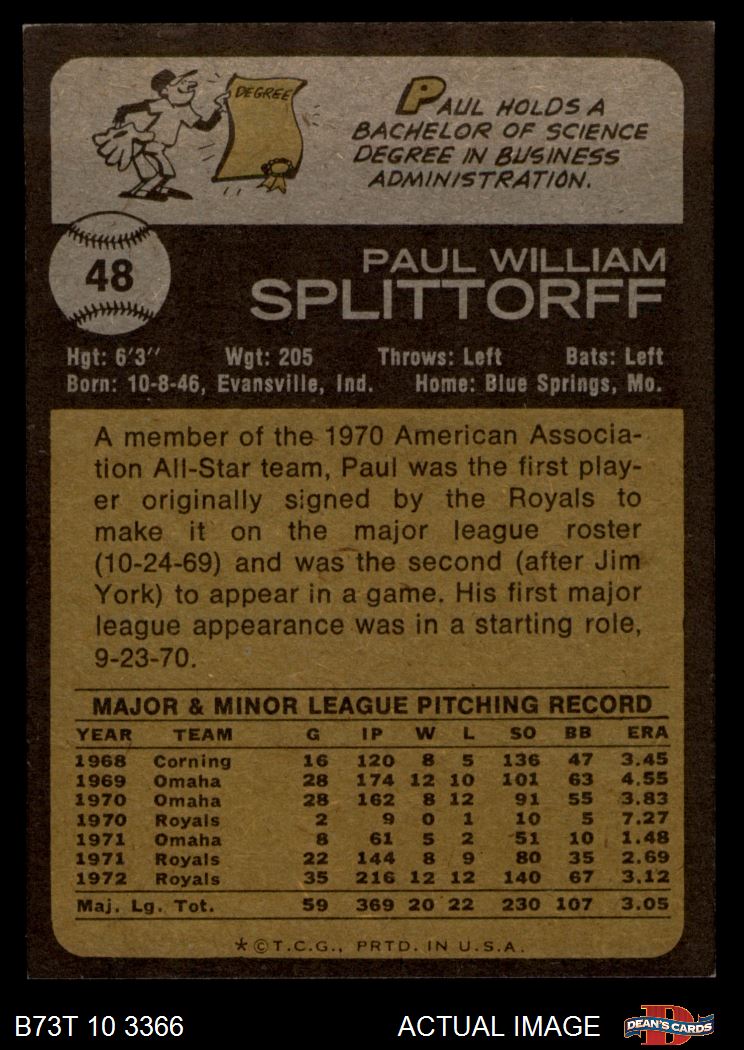 DEGREE
PAUL HOLDS A
BACHELOR OF SCIENCE
DEGREE IN BUSINESS
ADMINISTRATION.
48
PAUL WILLIAM
SPLITTORFF
Hgt: 6'3" Wgt: 205 Throws: Left Bats: Left
Born: 10-8-46, Evansville, Ind. Home: Blue Springs, Mo.
A member of the 1970 American Associa-
tion All-Star team, Paul was the first play-
er originally signed by the Royals to
make it on the major league roster
(10-24-69) and was the second (after Jim
York) to appear in a game. His first major
league appearance was in a starting role,
9-23-70.
MAJOR & MINOR LEAGUE PITCHING RECORD
YEAR TEAM G IP W L SO BB ERA
1968 Corning 16 120 8 5 136 47 3.45
1969 Omaha 28 174 12 10 101 63 4.55
1970 Omaha 28 162 8 12 91 55 3.83
1970 Royals 2 9 0 1 10 5 7.27
1971 Omaha 8 61 5 2 51 10 1.48
1971 Royals 22 144 8 9 80 35 2.69
1972 Royals 35 216 12 12 140 67 3.12
Maj. Lg. Tot. 59 369 20 22 230 107 3.05
*©T.C.G., PRTD. IN U.S.A.
B73T 10 3366 ACTUAL IMAGE D DEAN'S CARDS